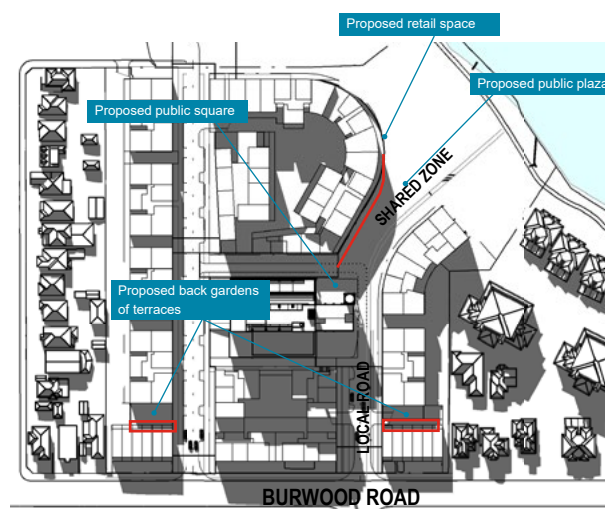 Proposed retail space
Proposed public plaza
Proposed public square
SHARED ZONE
Proposed back gardens
of terraces
LOCAL ROAD
BURWOOD ROAD